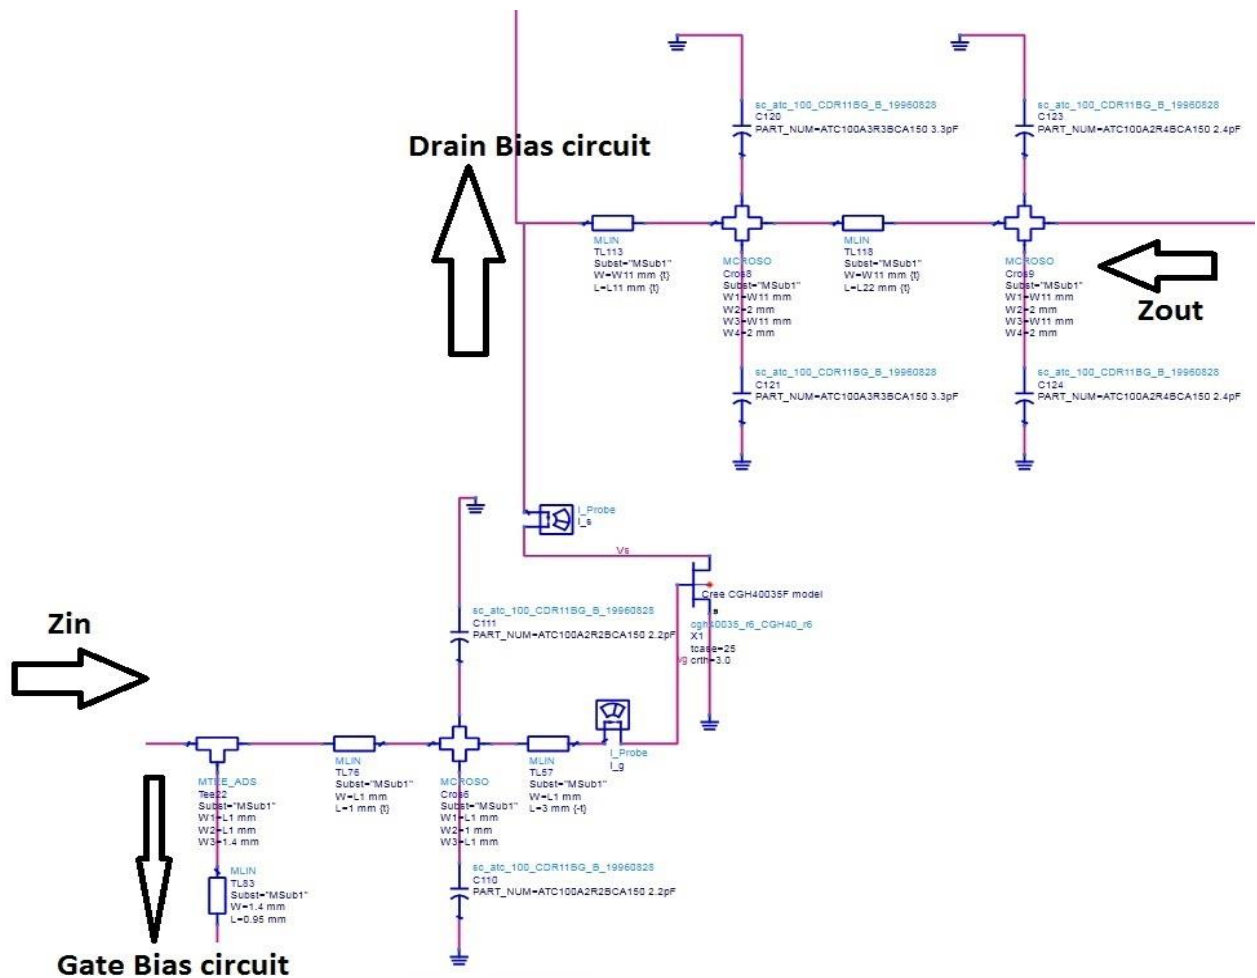 sc_atc_100_CDR11BG_B_19960828
C120
PART_NUM=ATC100A3R3BCA150 3.3pF
sc_atc_100_CDR11BG_B_19960828
C123
PART_NUM=ATC100A2R4BCA150 2.4pF
Drain Bias circuit
MLIN
TL113
Subst="MSub1"
W=W11 mm {t}
L=L11 mm {t}
MCROSO
Cros8
Subst="MSub1"
W1=W11 mm
W2=2 mm
W3=W11 mm
W4=2 mm
MLIN
TL118
Subst="MSub1"
W=W11 mm {t}
L=L22 mm {t}
MCROSO
Cros9
Subst="MSub1"
W1=W11 mm
W2=2 mm
W3=W11 mm
W4=2 mm
Zout
sc_atc_100_CDR11BG_B_19960828
C121
PART_NUM=ATC100A3R3BCA150 3.3pF
sc_atc_100_CDR11BG_B_19960828
C124
PART_NUM=ATC100A2R4BCA150 2.4pF
I_Probe
I_s
Vs
Cree CGH40035F model
cgh40035_r6_CGH40_r6
X1
tcase=25
crth=3.0
Zin
sc_atc_100_CDR11BG_B_19960828
C111
PART_NUM=ATC100A2R2BCA150 2.2pF
I_Probe
I_g
MTEE_ADS
Tee22
Subst="MSub1"
W1=L1 mm
W2=L1 mm
W3=1.4 mm
MLIN
TL76
Subst="MSub1"
W=L1 mm
L=1 mm {t}
MCROSO
Cros6
Subst="MSub1"
W1=L1 mm
W2=1 mm
W3=L1 mm
MLIN
TL57
Subst="MSub1"
W=L1 mm
L=3 mm {-t}
MLIN
TL83
Subst="MSub1"
W=1.4 mm
L=0.95 mm
sc_atc_100_CDR11BG_B_19960828
C110
PART_NUM=ATC100A2R2BCA150 2.2pF
Gate Bias circuit